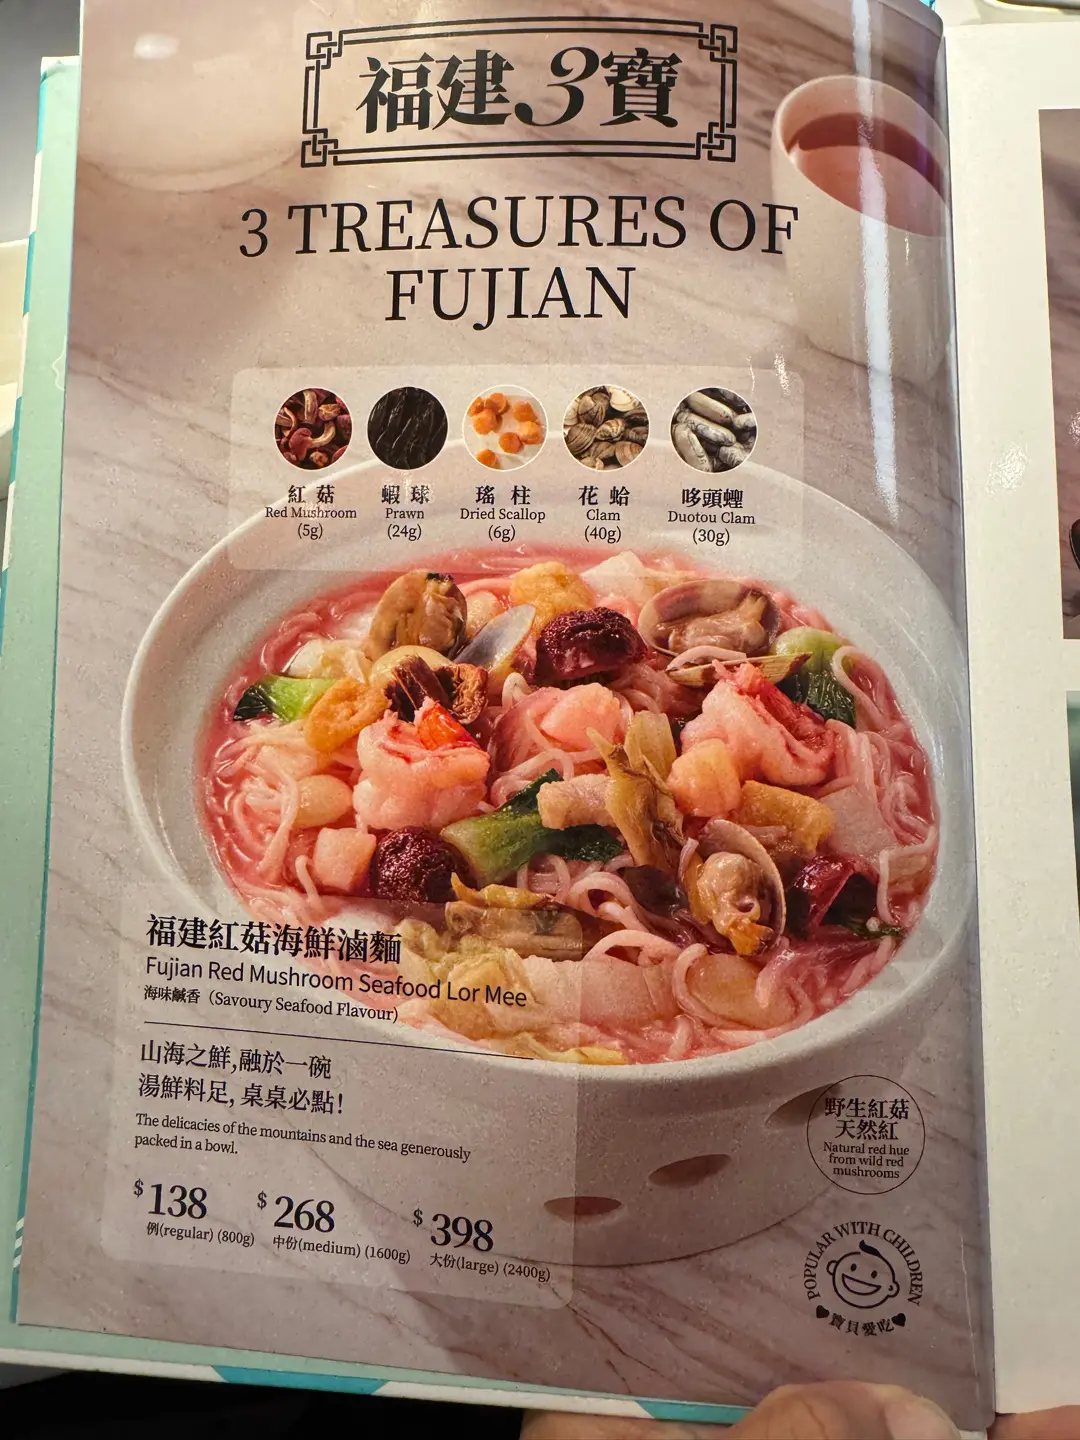 福建3寶
3 TREASURES OF
FUJIAN
紅菇
Red Mushroom
(5g)
蝦球
Prawn
(24g)
瑤柱
Dried Scallop
(6g)
花蛤
Clam
(40g)
哆頭蟶
Duotou Clam
(30g)
福建紅菇海鮮滷麵
Fujian Red Mushroom Seafood Lor Mee
海味鹹香 (Savoury Seafood Flavour)
山海之鮮,融於一碗
湯鮮料足, 桌桌必點!
The delicacies of the mountains and the sea generously
packed in a bowl.
$138
例(regular) (800g)
$268
中份(medium) (1600g)
$398
大份(large) (2400g)
野生紅菇
天然紅
Natural red hue
from wild red
mushrooms
POPULAR WITH CHILDREN
寶貝愛吃